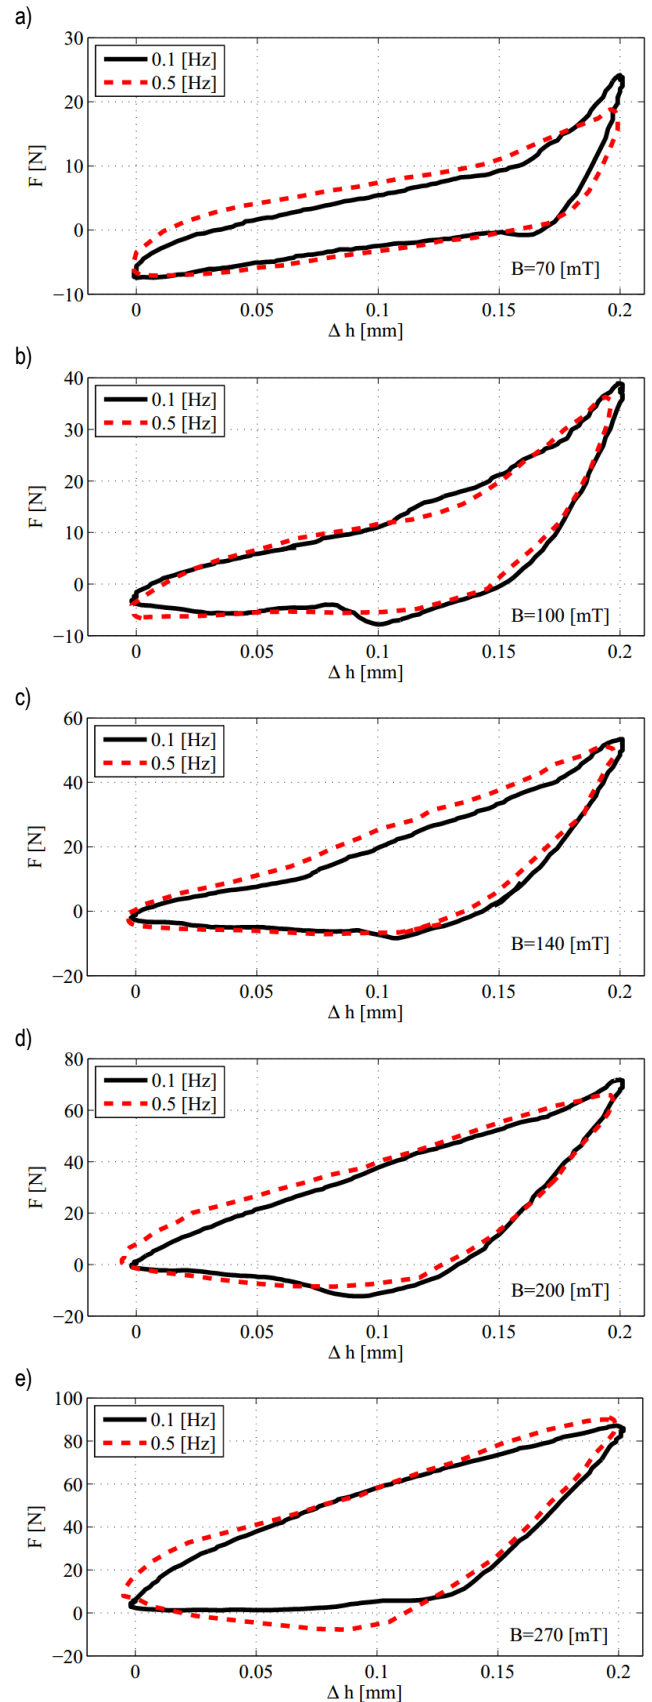 a)
30
20
10
0
−10
F [N]
0.1 [Hz]
0.5 [Hz]
B=70 [mT]
0 0.05 0.1 0.15 0.2
Δ h [mm]
b)
40
30
20
10
0
−10
F [N]
0.1 [Hz]
0.5 [Hz]
B=100 [mT]
0 0.05 0.1 0.15 0.2
Δ h [mm]
c)
60
40
20
0
−20
F [N]
0.1 [Hz]
0.5 [Hz]
B=140 [mT]
0 0.05 0.1 0.15 0.2
Δ h [mm]
d)
80
60
40
20
0
−20
F [N]
0.1 [Hz]
0.5 [Hz]
B=200 [mT]
0 0.05 0.1 0.15 0.2
Δ h [mm]
e)
100
80
60
40
20
0
−20
F [N]
0.1 [Hz]
0.5 [Hz]
B=270 [mT]
0 0.05 0.1 0.15 0.2
Δ h [mm]